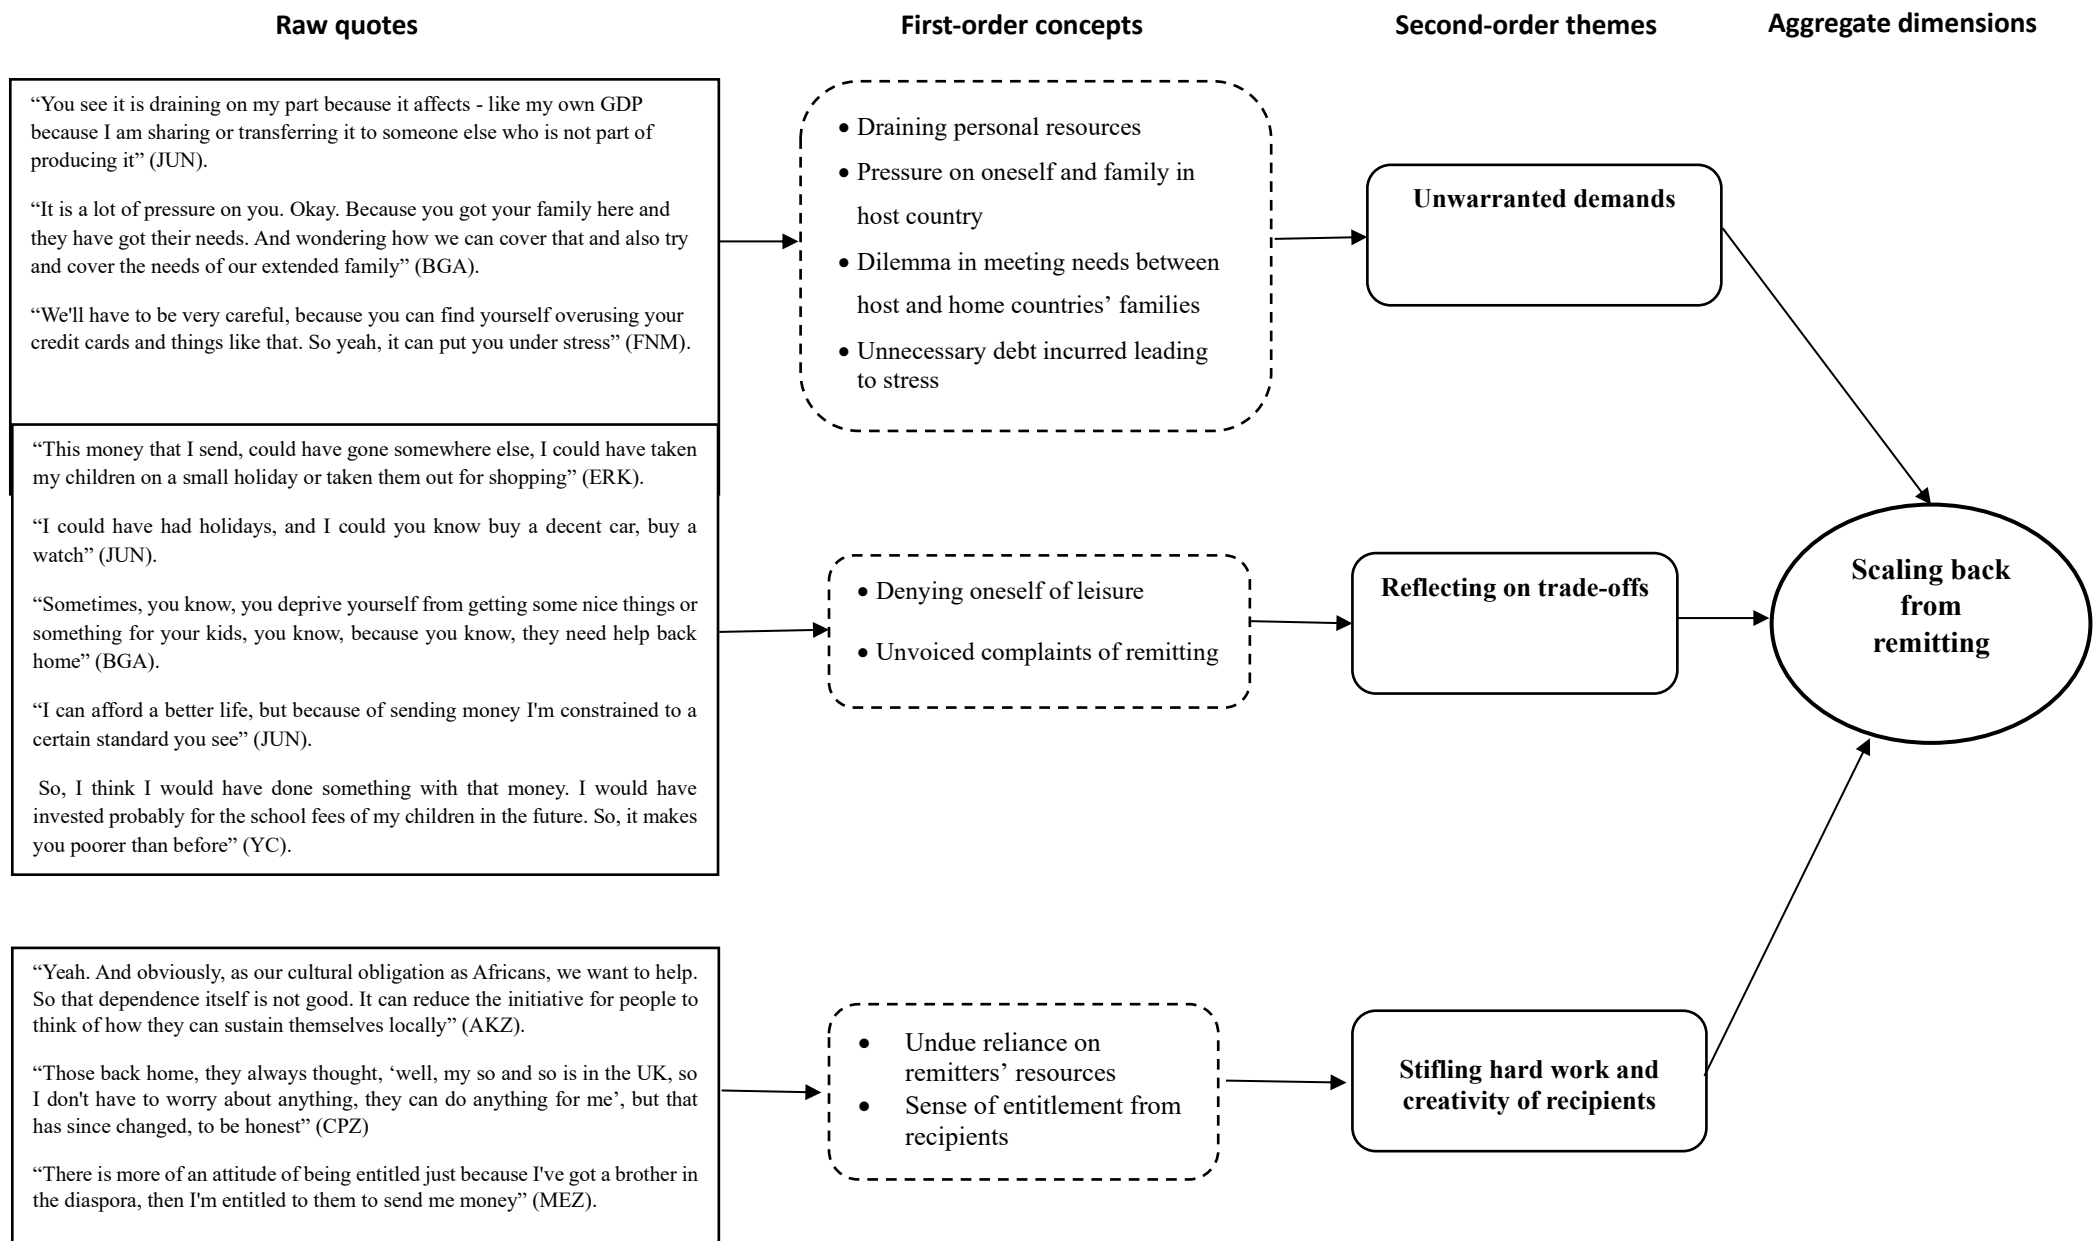 Raw quotes
First-order concepts
Second-order themes
Aggregate dimensions
“You see it is draining on my part because it affects - like my own GDP
because I am sharing or transferring it to someone else who is not part of
producing it” (JUN).
“It is a lot of pressure on you. Okay. Because you got your family here and
they have got their needs. And wondering how we can cover that and also try
and cover the needs of our extended family” (BGA).
“We'll have to be very careful, because you can find yourself overusing your
credit cards and things like that. So yeah, it can put you under stress” (FNM).
• Draining personal resources
• Pressure on oneself and family in
host country
• Dilemma in meeting needs between
host and home countries’ families
• Unnecessary debt incurred leading
to stress
Unwarranted demands
“This money that I send, could have gone somewhere else, I could have taken
my children on a small holiday or taken them out for shopping” (ERK).
“I could have had holidays, and I could you know buy a decent car, buy a
watch” (JUN).
“Sometimes, you know, you deprive yourself from getting some nice things or
something for your kids, you know, because you know, they need help back
home” (BGA).
“I can afford a better life, but because of sending money I'm constrained to a
certain standard you see” (JUN).
So, I think I would have done something with that money. I would have
invested probably for the school fees of my children in the future. So, it makes
you poorer than before” (YC).
• Denying oneself of leisure
• Unvoiced complaints of remitting
Reflecting on trade-offs
Scaling back
from
remitting
“Yeah. And obviously, as our cultural obligation as Africans, we want to help.
So that dependence itself is not good. It can reduce the initiative for people to
think of how they can sustain themselves locally” (AKZ).
“Those back home, they always thought, ‘well, my so and so is in the UK, so
I don't have to worry about anything, they can do anything for me’, but that
has since changed, to be honest” (CPZ)
“There is more of an attitude of being entitled just because I've got a brother in
the diaspora, then I'm entitled to them to send me money” (MEZ).
• Undue reliance on
remitters’ resources
• Sense of entitlement from
recipients
Stifling hard work and
creativity of recipients